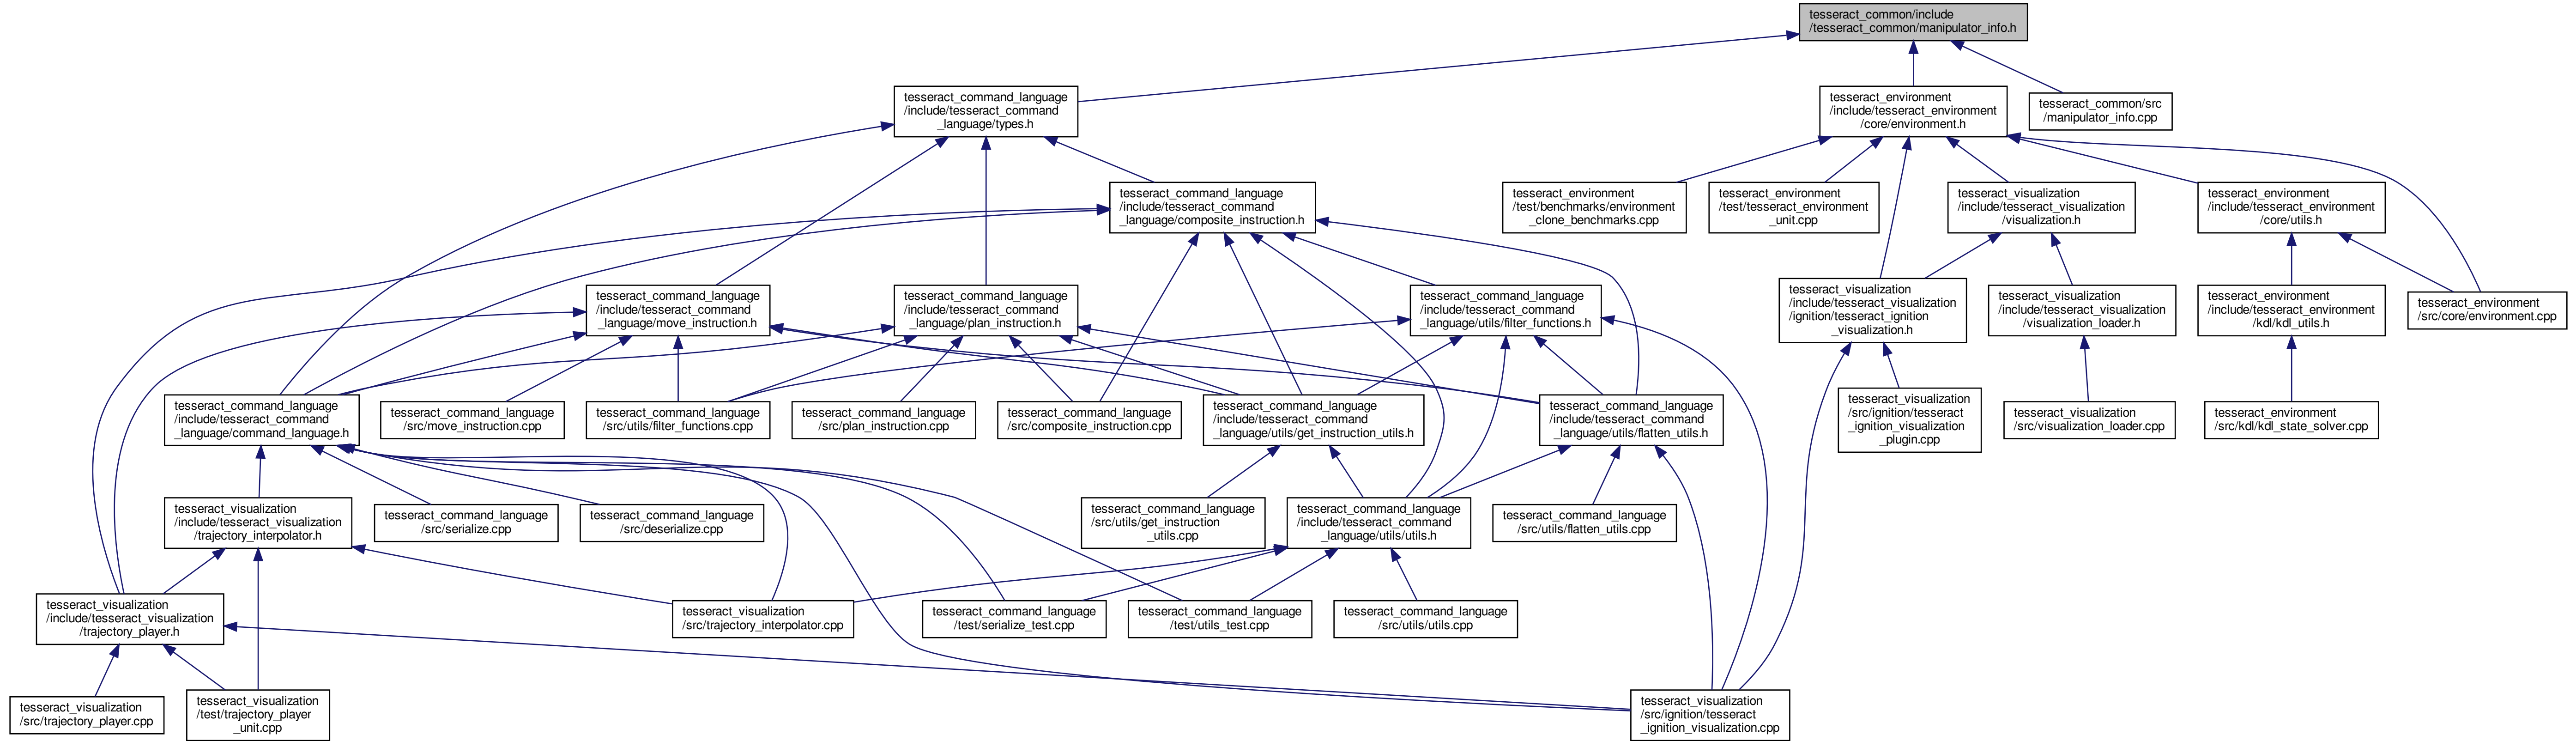 tesseract_common/include
/tesseract_common/manipulator_info.h
tesseract_command_language
/include/tesseract_command
_language/types.h
tesseract_environment
/include/tesseract_environment
/core/environment.h
tesseract_common/src
/manipulator_info.cpp
tesseract_command_language
/include/tesseract_command
_language/composite_instruction.h
tesseract_environment
/test/benchmarks/environment
_clone_benchmarks.cpp
tesseract_environment
/test/tesseract_environment
_unit.cpp
tesseract_visualization
/include/tesseract_visualization
/visualization.h
tesseract_environment
/include/tesseract_environment
/core/utils.h
tesseract_command_language
/include/tesseract_command
_language/move_instruction.h
tesseract_command_language
/include/tesseract_command
_language/plan_instruction.h
tesseract_command_language
/include/tesseract_command
_language/utils/filter_functions.h
tesseract_visualization
/include/tesseract_visualization
/ignition/tesseract_ignition
_visualization.h
tesseract_visualization
/include/tesseract_visualization
/visualization_loader.h
tesseract_environment
/include/tesseract_environment
/kdl/kdl_utils.h
tesseract_environment
/src/core/environment.cpp
tesseract_command_language
/include/tesseract_command
_language/command_language.h
tesseract_command_language
/src/move_instruction.cpp
tesseract_command_language
/src/utils/filter_functions.cpp
tesseract_command_language
/src/plan_instruction.cpp
tesseract_command_language
/src/composite_instruction.cpp
tesseract_command_language
/include/tesseract_command
_language/utils/get_instruction_utils.h
tesseract_command_language
/include/tesseract_command
_language/utils/flatten_utils.h
tesseract_visualization
/src/ignition/tesseract
_ignition_visualization
_plugin.cpp
tesseract_visualization
/src/visualization_loader.cpp
tesseract_environment
/src/kdl/kdl_state_solver.cpp
tesseract_visualization
/include/tesseract_visualization
/trajectory_interpolator.h
tesseract_command_language
/src/serialize.cpp
tesseract_command_language
/src/deserialize.cpp
tesseract_command_language
/src/utils/get_instruction
_utils.cpp
tesseract_command_language
/include/tesseract_command
_language/utils/utils.h
tesseract_command_language
/src/utils/flatten_utils.cpp
tesseract_visualization
/include/tesseract_visualization
/trajectory_player.h
tesseract_visualization
/src/trajectory_interpolator.cpp
tesseract_command_language
/test/serialize_test.cpp
tesseract_command_language
/test/utils_test.cpp
tesseract_command_language
/src/utils/utils.cpp
tesseract_visualization
/src/trajectory_player.cpp
tesseract_visualization
/test/trajectory_player
_unit.cpp
tesseract_visualization
/src/ignition/tesseract
_ignition_visualization.cpp